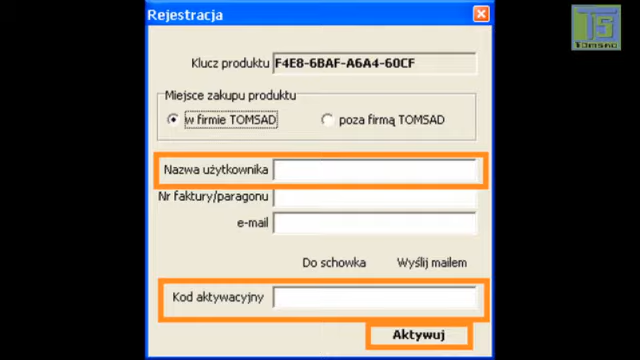 Rejestracja
TS
TOMSAD
Klucz produktu F4E8-6BAF-A6A4-60CF
Miejsce zakupu produktu
w firmie TOMSAD poza firmą TOMSAD
Nazwa użytkownika
Nr faktury/paragonu
e-mail
Do schowka Wyślij mailem
Kod aktywacyjny
Aktywuj